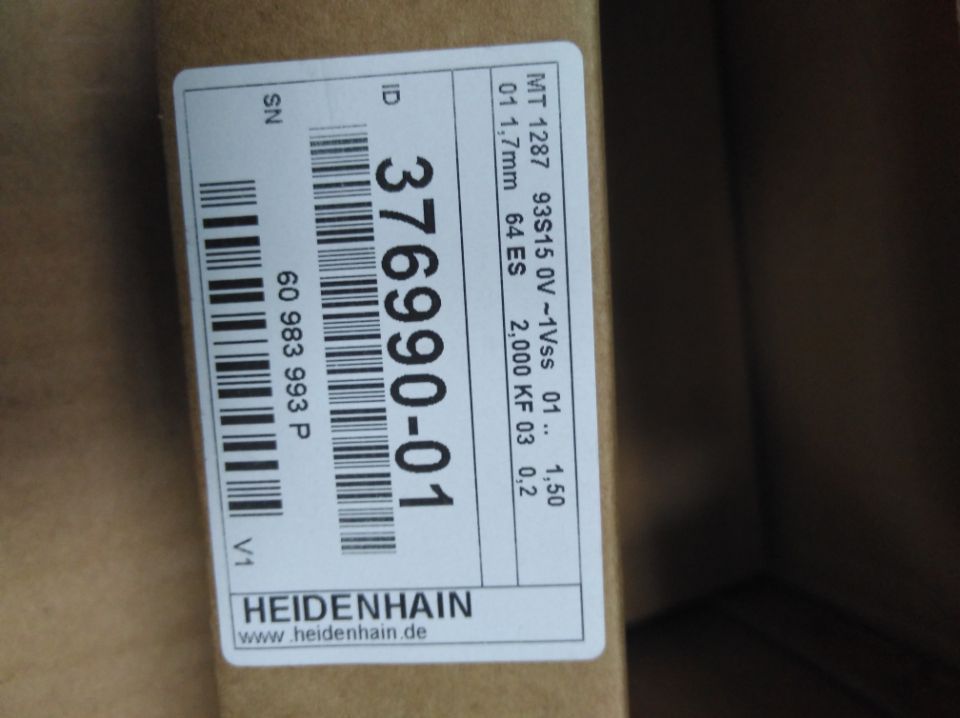 MT 1287 93S15 0V ~1Vss 01 .. 1,50
01 1,7mm 64 ES 2,000 KF 03 0,2
ID
376990-01
60 983 993 P
SN
V1
HEIDENHAIN
www .heidenhain.de